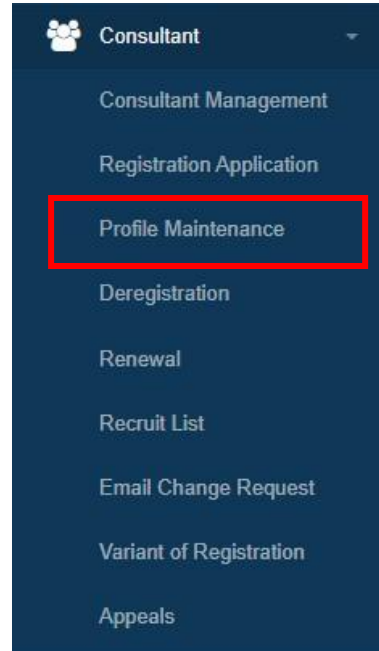 Consultant
Consultant Management
Registration Application
Profile Maintenance
Deregistration
Renewal
Recruit List
Email Change Request
Variant of Registration
Appeals